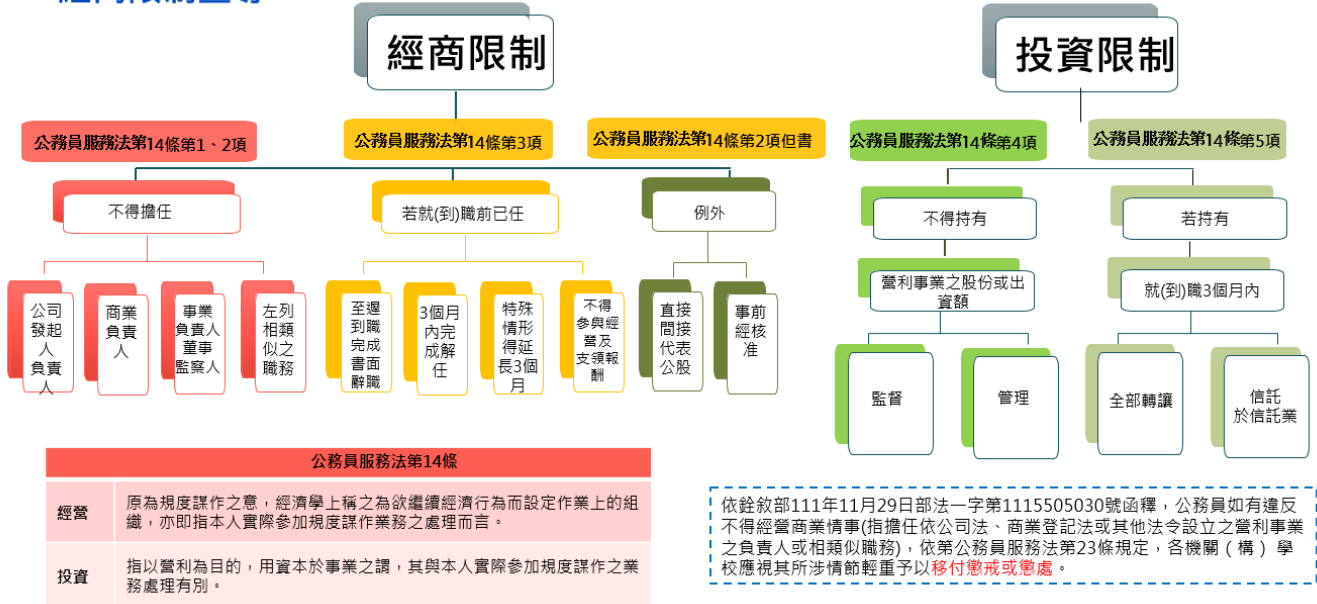 經商限制
投資限制
公務員服務法第14條第1、2項
公務員服務法第14條第3項
公務員服務法第14條第2項但書
公務員服務法第14條第4項
公務員服務法第14條第5項
不得擔任
若就(到)職前已任
例外
不得持有
若持有
公司
發起
人
負責
人
商業
負責
人
事業
負責人
董事
監察人
左列
相類
似之
職務
至遲
到職
完成
書面
辭職
3個月
內完
成解
任
特殊
情形
得延
長3個
月
不得
參與經
營及
支領報
酬
直接
間接
代表
公股
事前
經核
准
營利事業之股份或出
資額
就(到)職3個月內
監督
管理
全部轉讓
信託
於信託業
公務員服務法第14條
經營
原為規度謀作之意，經濟學上稱之為欲繼續經濟行為而設定作業上的組
織，亦即指本人實際參加規度謀作業務之處理而言。
投資
指以營利為目的，用資本於事業之謂，其與本人實際參加規度謀作之業
務處理有別。
依銓敘部111年11月29日部法一字第1115505030號函釋，公務員如有違反
不得經營商業情事(指擔任依公司法、商業登記法或其他法令設立之營利事業
之負責人或相類似職務)，依第公務員服務法第23條規定，各機關（構） 學
校應視其所涉情節輕重予以移付懲戒或懲處。